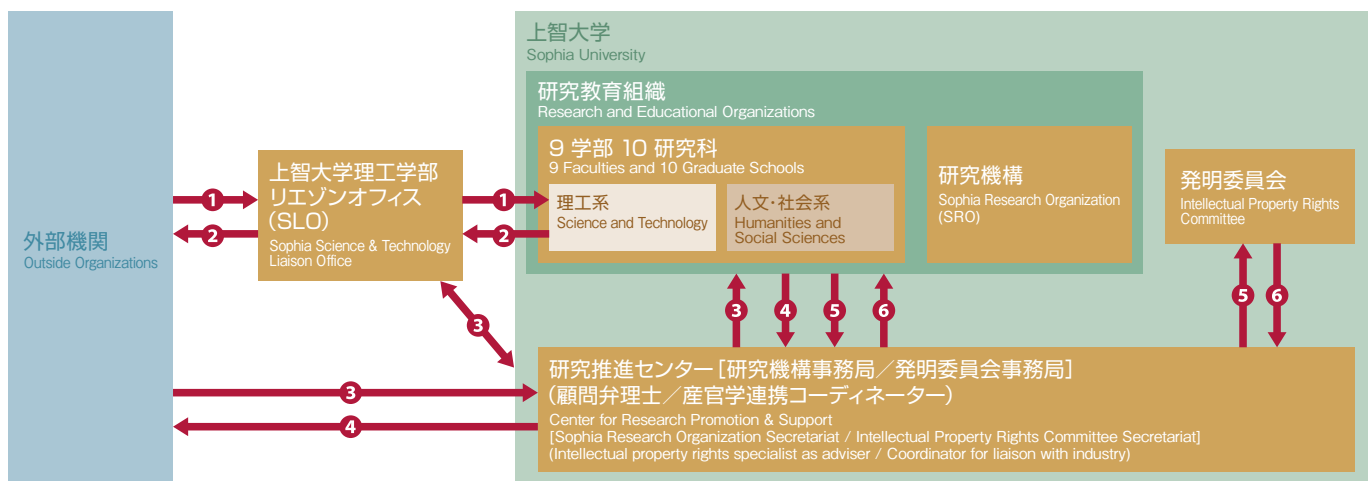 上智大学
Sophia University
研究教育組織
Research and Educational Organizations
9 学部 10 研究科
9 Faculties and 10 Graduate Schools
理工系
Science and Technology
人文・社会系
Humanities and
Social Sciences
研究機構
Sophia Research Organization
(SRO)
発明委員会
Intellectual Property Rights
Committee
上智大学理工学部
リエゾンオフィス
(SLO)
Sophia Science & Technology
Liaison Office
外部機関
Outside Organizations
1
1
2
2
3
3
4
5
6
5
6
3
4
研究推進センター[研究機構事務局/発明委員会事務局]
(顧問弁理士/産官学連携コーディネーター)
Center for Research Promotion & Support
[Sophia Research Organization Secretariat / Intellectual Property Rights Committee Secretariat]
(Intellectual property rights specialist as adviser / Coordinator for liaison with industry)